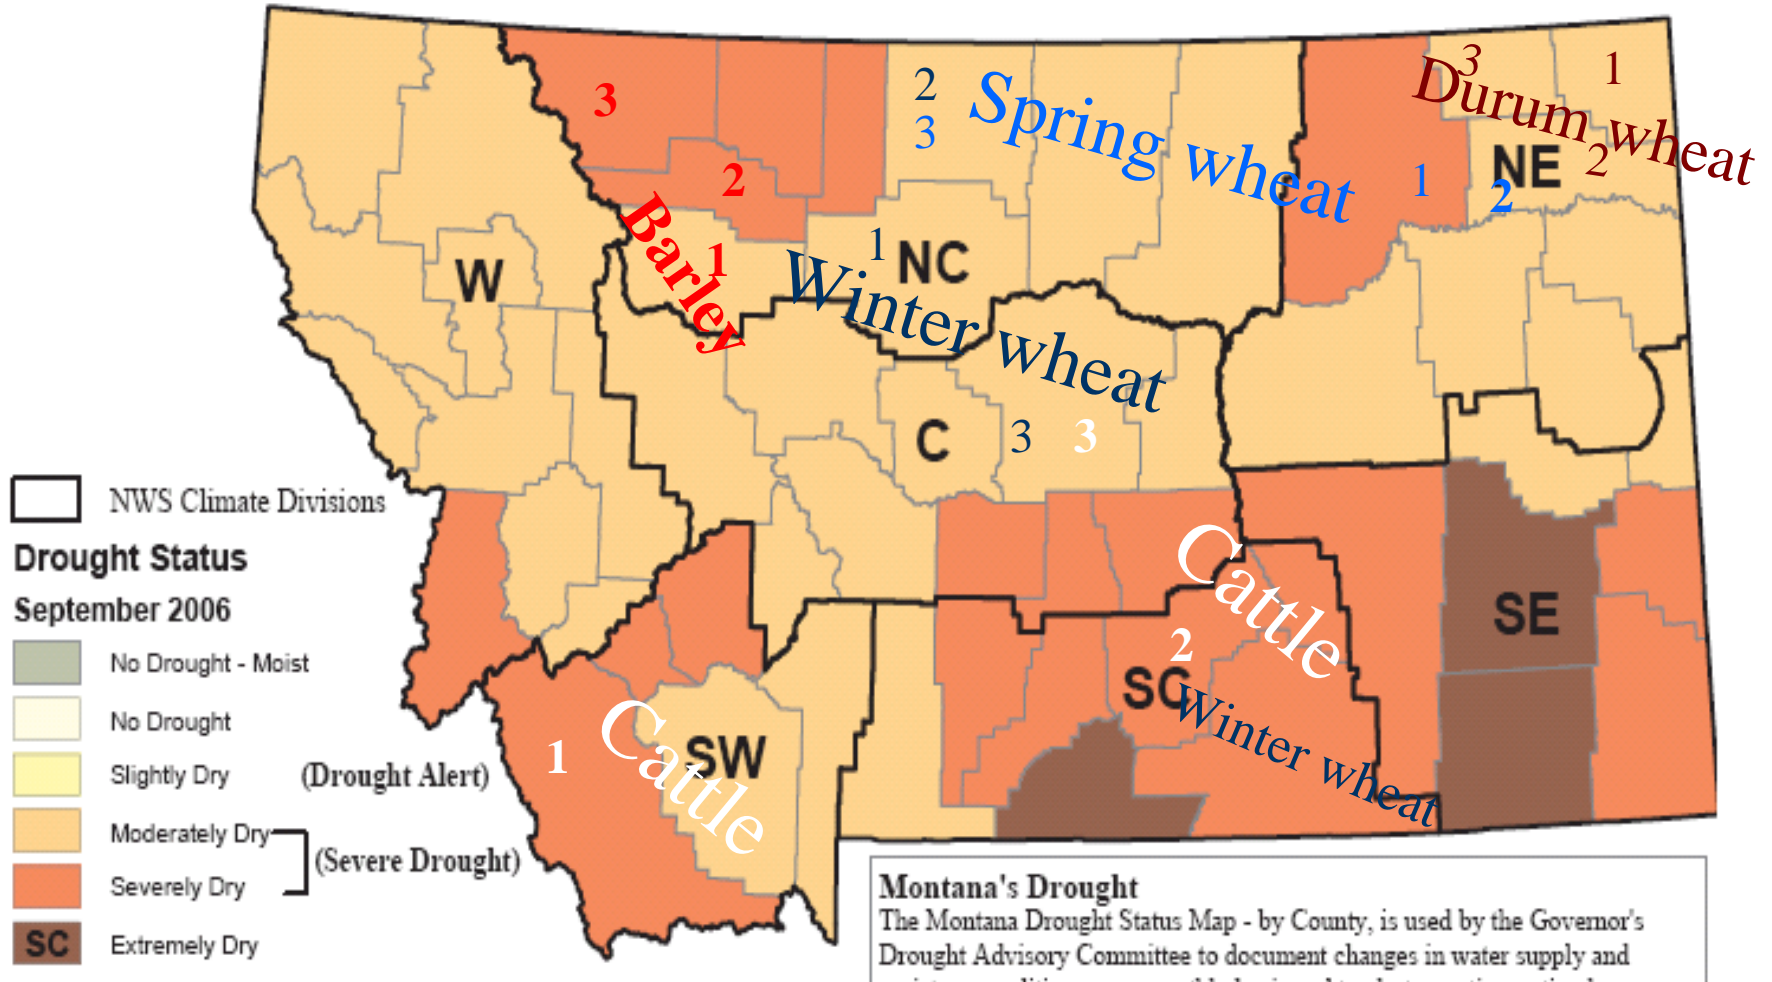 3
2
3
Spring wheat
3
1
Durum wheat
1
NE
2
2
2
Barley
1
1
NC
W
Winter wheat
C
3
3
NWS Climate Divisions
Drought Status
September 2006
No Drought - Moist
No Drought
Slightly Dry
(Drought Alert)
Moderately Dry
(Severe Drought)
Severely Dry
SC
Extremely Dry
Cattle
SE
2
SC
Winter wheat
1
Cattle
SW
Montana's Drought
The Montana Drought Status Map - by County, is used by the Governor's
Drought Advisory Committee to document changes in water supply and